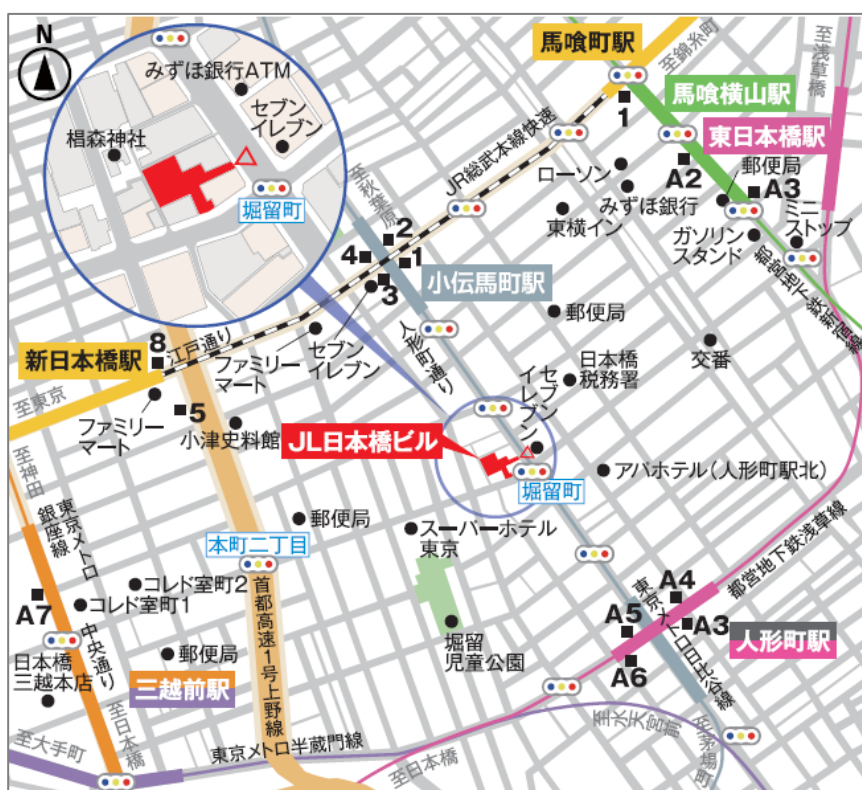 N
みずほ銀行ATM
セブン
イレブン
椙森神社
堀留町
馬喰町駅
至錦糸町
至浅草橋
馬喰横山駅
東日本橋駅
1
A2
郵便局
A3
ローソン
みずほ銀行
東横イン
ガソリン
スタンド
ミニ
ストップ
都営地下鉄新宿線
JR総武本線快速
至秋葉原
2
4
1
3
小伝馬町駅
人形町通り
郵便局
日本橋
税務署
交番
新日本橋駅
8
江戸通り
ファミリー
マート
セブン
イレブン
至東京
ファミリー
マート
5
小津史料館
JL日本橋ビル
セブン
イレブン
堀留町
アパホテル(人形町駅北)
至神田
東京メトロ
銀座線
郵便局
本町二丁目
スーパーホテル
東京
都営地下鉄浅草線
コレド室町2
コレド室町1
A7
中央通り
首都高速1号上野線
堀留
児童公園
東京メトロ日比谷線
A4
A5
A3
A6
人形町駅
日本橋
三越本店
郵便局
三越前駅
至日本橋
至大手町
東京メトロ半蔵門線
至日本橋
至水天宮前